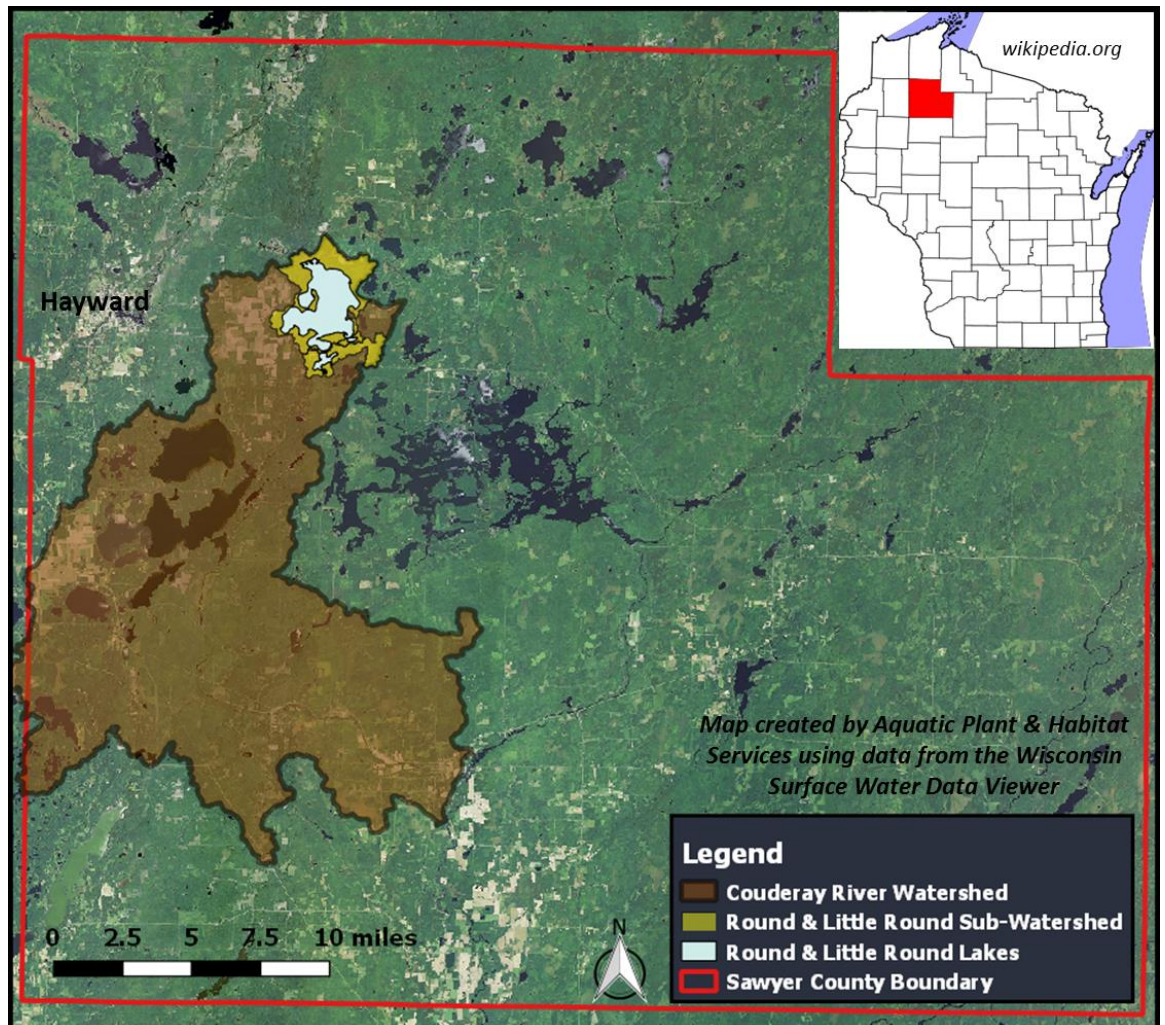 wikipedia.org
Hayward
Map created by Aquatic Plant & Habitat
Services using data from the Wisconsin
Surface Water Data Viewer
Legend
Couderay River Watershed
Round & Little Round Sub-Watershed
Round & Little Round Lakes
Sawyer County Boundary
0 2.5 5 7.5 10 miles
N